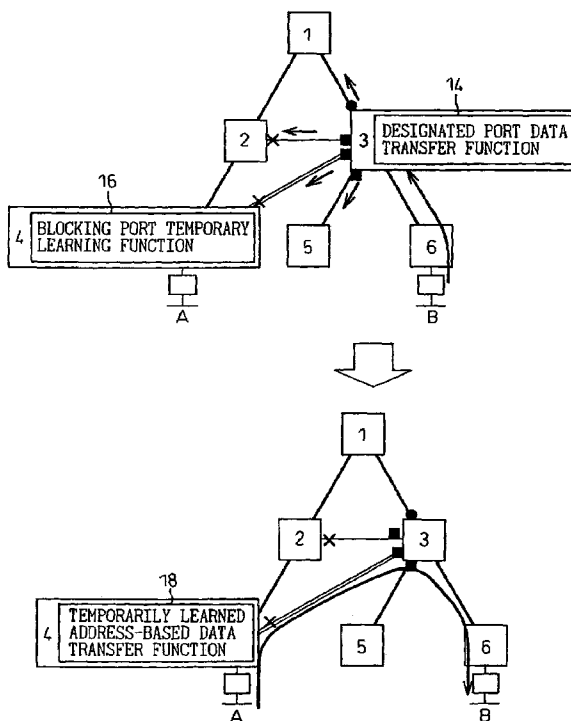 1
14
2
3
DESIGNATED PORT DATA
TRANSFER FUNCTION
16
4
BLOCKING PORT TEMPORARY
LEARNING FUNCTION
5
6
A
B
1
2
3
18
4
TEMPORARILY LEARNED
ADDRESS-BASED DATA
TRANSFER FUNCTION
5
6
A
B